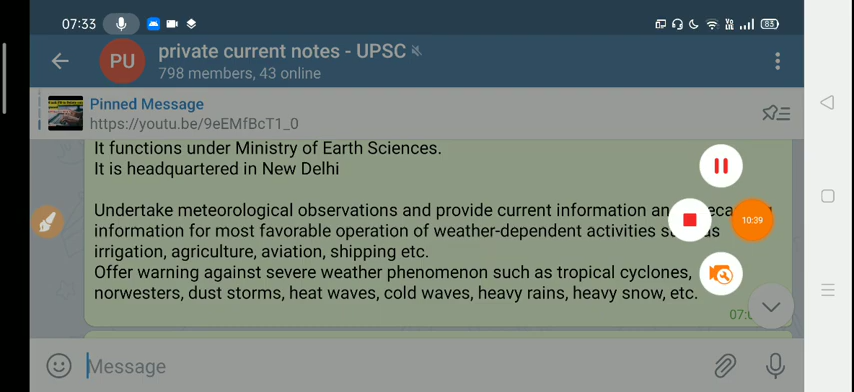 07:33
83
PU
private current notes - UPSC
798 members, 43 online
Pinned Message
https://youtu.be/9eEMfBcT1_0
It functions under Ministry of Earth Sciences.
It is headquartered in New Delhi
Undertake meteorological observations and provide current information
information for most favorable operation of weather-dependent activities
irrigation, agriculture, aviation, shipping etc.
Offer warning against severe weather phenomenon such as tropical cyclones,
norwesters, dust storms, heat waves, cold waves, heavy rains, heavy snow, etc.
Message
10:39